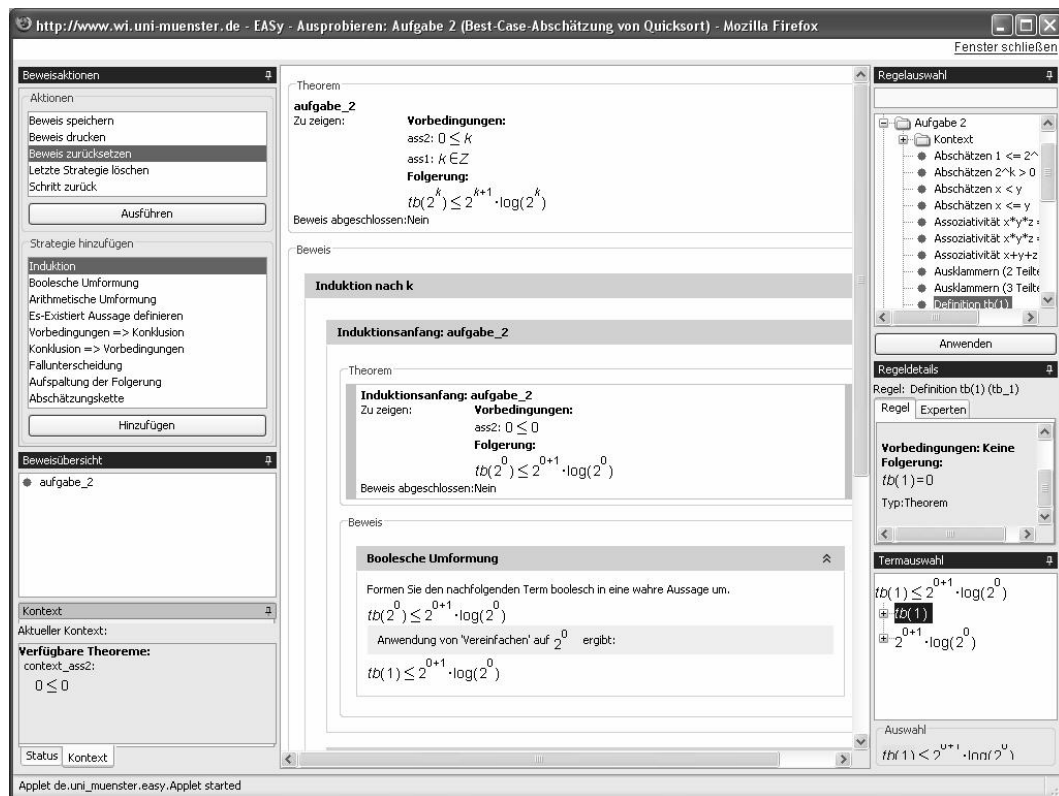 http://www.wi.uni-muenster.de - EASy - Ausprobieren: Aufgabe 2 (Best-Case-Abschätzung von Quicksort) - Mozilla Firefox
Fenster schließen
Beweisaktionen
Aktionen
Beweis speichern
Beweis drucken
Beweis zurücksetzen
Letzte Strategie löschen
Schritt zurück
Ausführen
Strategie hinzufügen
Induktion
Boolesche Umformung
Arithmetische Umformung
Es-Existiert Aussage definieren
Vorbedingungen => Konklusion
Konklusion => Vorbedingungen
Fallunterscheidung
Aufspaltung der Folgerung
Abschätzungskette
Hinzufügen
Beweisübersicht
aufgabe_2
Kontext
Aktueller Kontext:
Verfügbare Theoreme:
context_ass2:
0 ≤ 0
Status Kontext
Theorem
aufgabe_2
Zu zeigen: Vorbedingungen:
ass2: 0 ≤ k
ass1: k∈Z
Folgerung:
tb(2^k) ≤ 2^(k+1)·log(2^k)
Beweis abgeschlossen:Nein
Beweis
Induktion nach k
Induktionsanfang: aufgabe_2
Theorem
Induktionsanfang: aufgabe_2
Zu zeigen: Vorbedingungen:
ass2: 0 ≤ 0
Folgerung:
tb(2^0) ≤ 2^(0+1)·log(2^0)
Beweis abgeschlossen:Nein
Beweis
Boolesche Umformung
Formen Sie den nachfolgenden Term boolesch in eine wahre Aussage um.
tb(2^0) ≤ 2^(0+1)·log(2^0)
Anwendung von 'Vereinfachen' auf 2^0 ergibt:
tb(1) ≤ 2^(0+1)·log(2^0)
Regelauswahl
Aufgabe 2
Kontext
Abschätzen 1 <= 2^
Abschätzen 2^k > 0
Abschätzen x < y
Abschätzen x <= y
Assoziativität x*y*z =
Assoziativität x*y*z =
Assoziativität x+y+z
Ausklammern (2 Teilte
Ausklammern (3 Teilte
Definition tb(1)
Anwenden
Regeldetails
Regel: Definition tb(1) (tb_1)
Regel Experten
Vorbedingungen: Keine
Folgerung:
tb(1)=0
Typ:Theorem
Termauswahl
tb(1) ≤ 2^(0+1)·log(2^0)
tb(1)
2^(0+1)·log(2^0)
Auswahl
tb(1) ≤ 2^(0+1)·log(2^0)
Applet de.uni_muenster.easy.Applet started